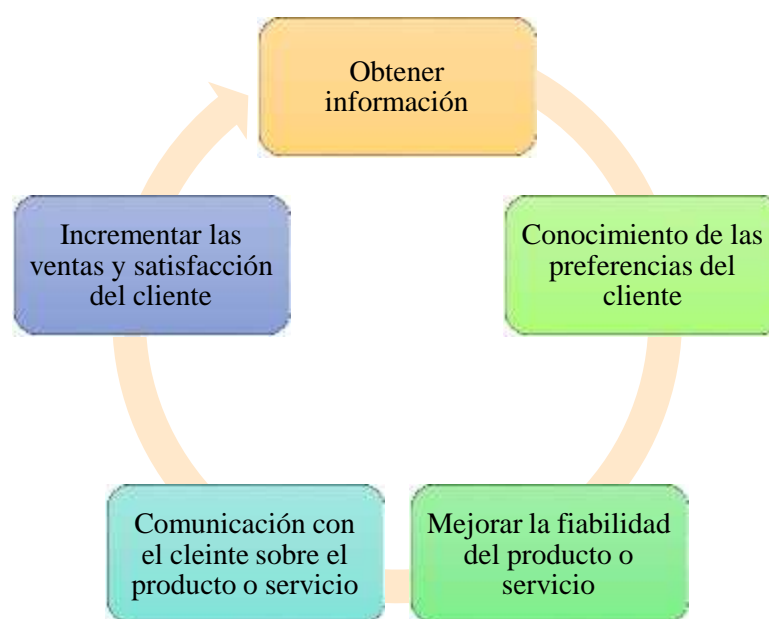 Obtener
información
Conocimiento de las
preferencias del
cliente
Mejorar la fiabilidad
del producto o
servicio
Comunicación con
el cleinte sobre el
producto o servicio
Incrementar las
ventas y satisfacción
del cliente